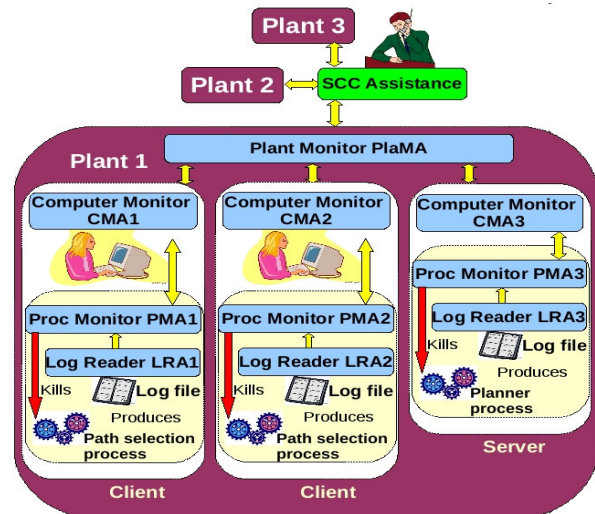 Plant 3
Plant 2
SCC Assistance
Plant 1
Plant Monitor PlaMA
Computer Monitor
CMA1
Computer Monitor
CMA2
Computer Monitor
CMA3
Proc Monitor PMA1
Proc Monitor PMA2
Proc Monitor PMA3
Log Reader LRA1
Log Reader LRA2
Log Reader LRA3
Kills
Log file
Produces
Path selection
process
Kills
Log file
Produces
Path selection
process
Kills
Log file
Produces
Planner
process
Client
Client
Server